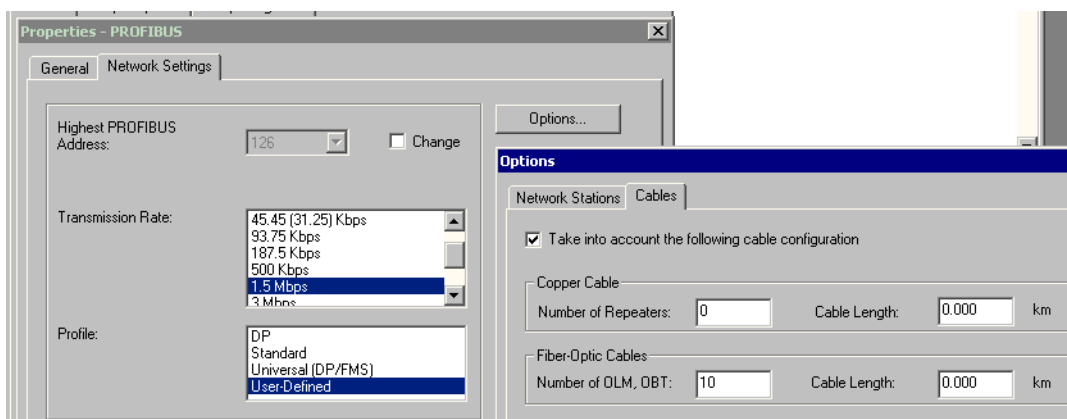 Properties - PROFIBUS
General
Network Settings
Highest PROFIBUS
Address:
126
Change
Options...
Transmission Rate:
45.45 (31.25) Kbps
93.75 Kbps
187.5 Kbps
500 Kbps
1.5 Mbps
3 Mbps
Profile:
DP
Standard
Universal (DP/FMS)
User-Defined
Options
Network Stations
Cables
Take into account the following cable configuration
Copper Cable
Number of Repeaters: 0 Cable Length: 0.000 km
Fiber-Optic Cables
Number of OLM, OBT: 10 Cable Length: 0.000 km